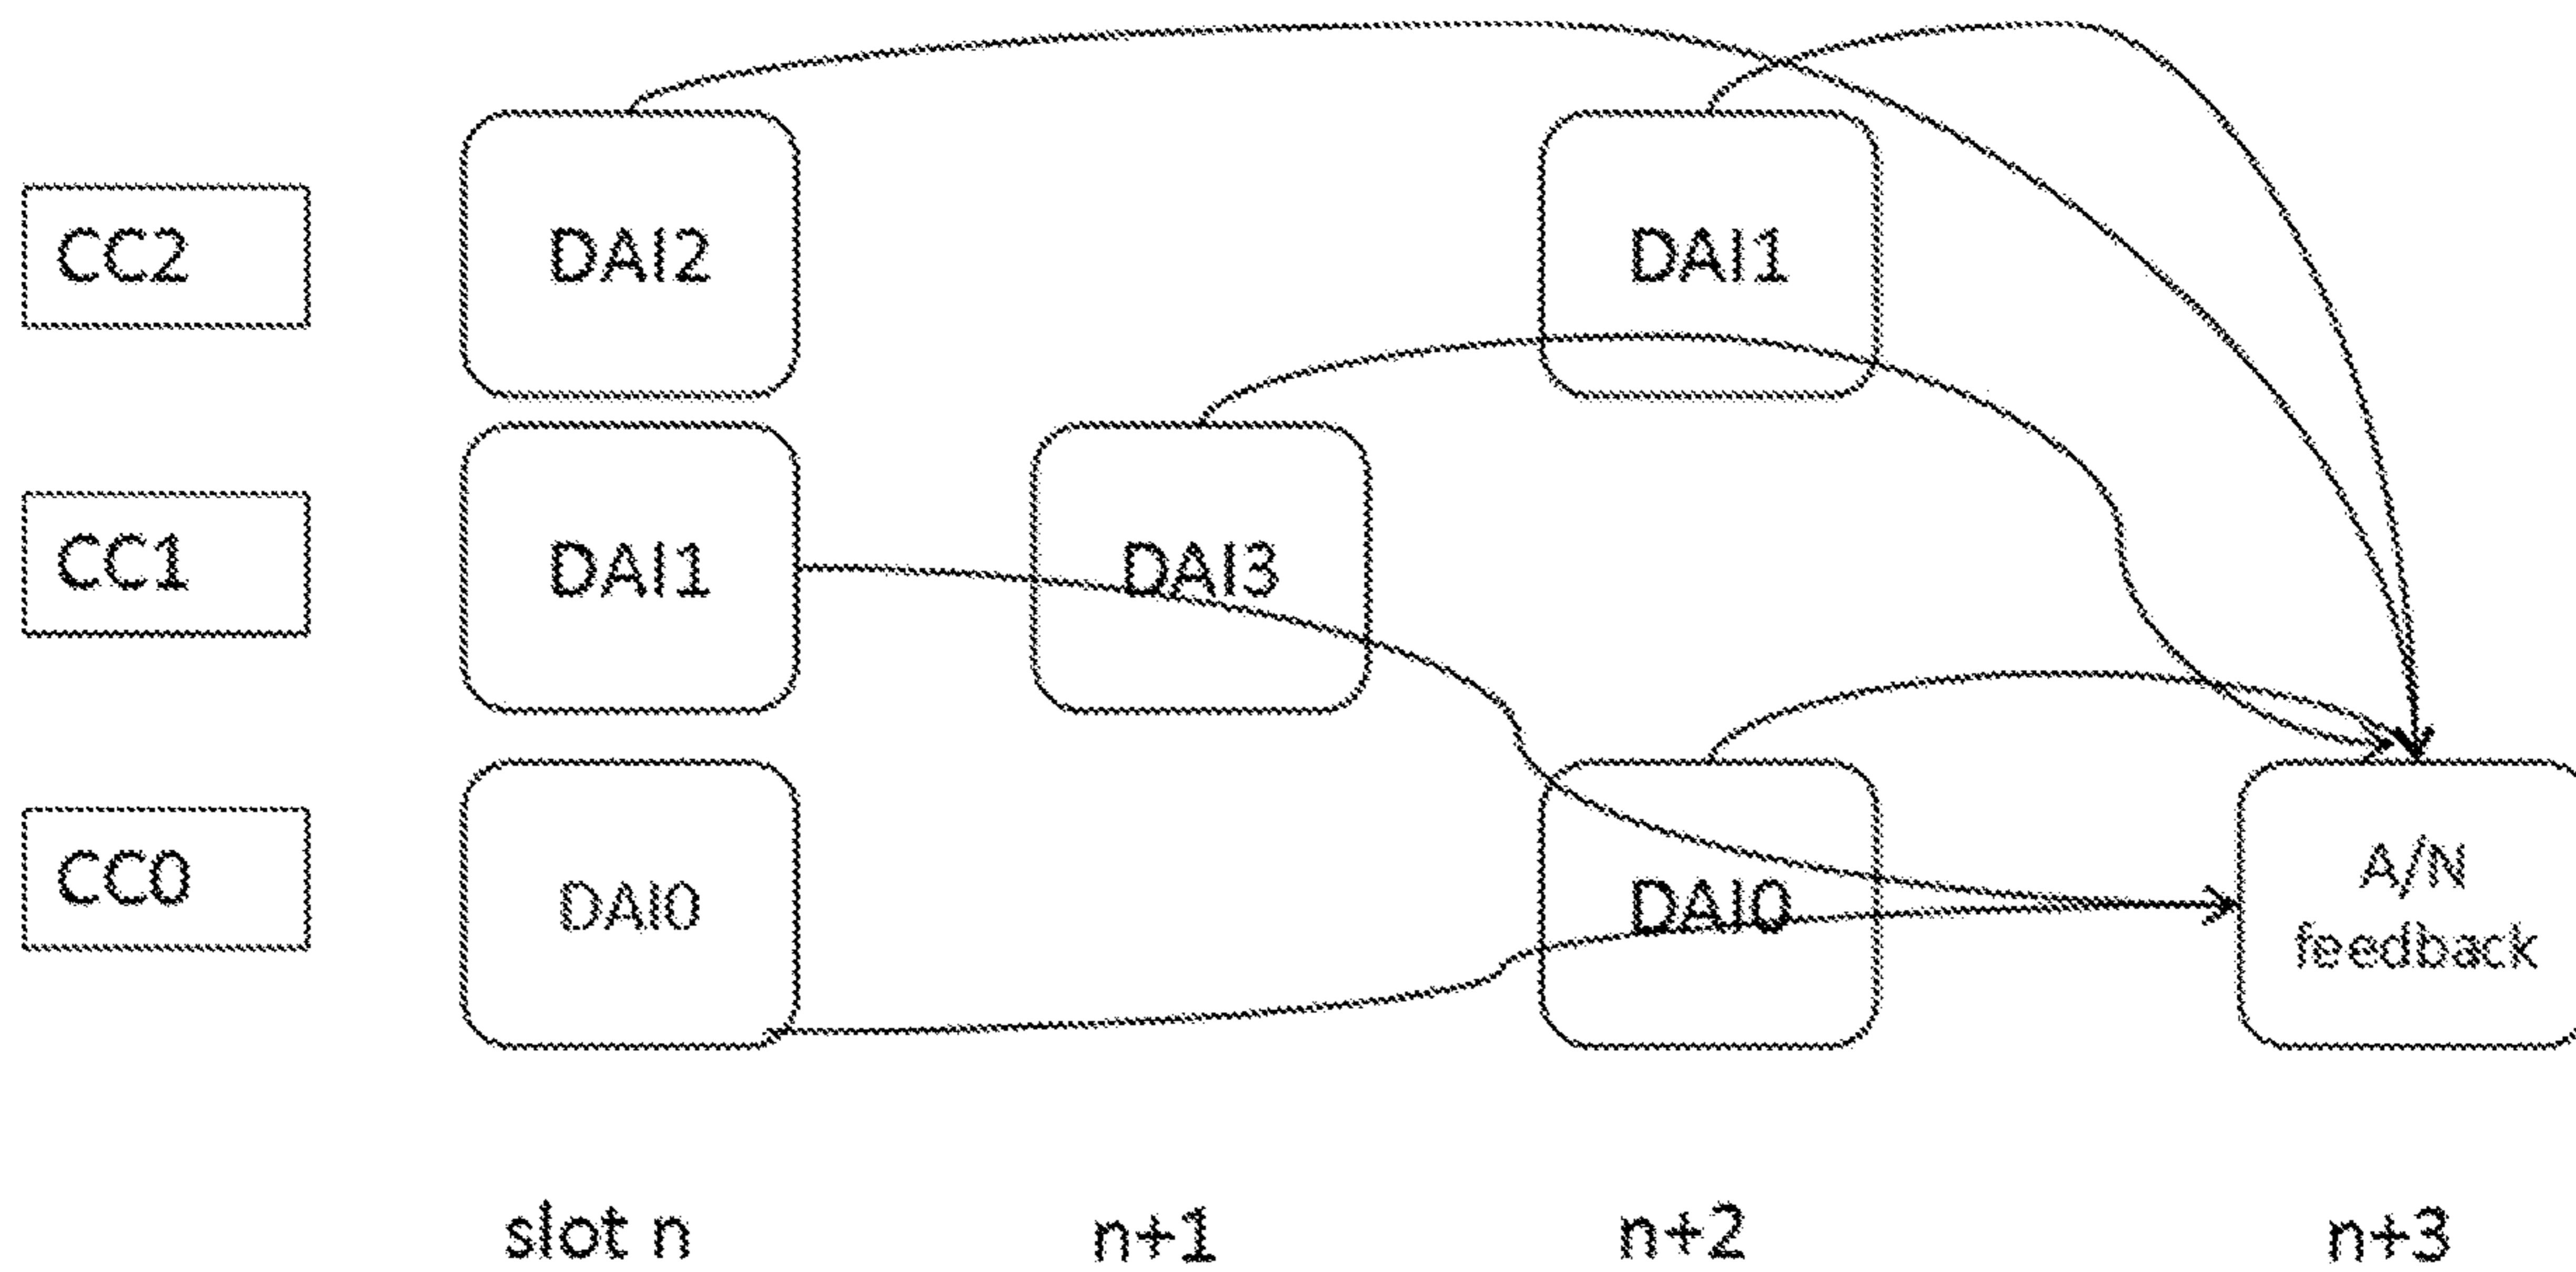 CC2 DAI2 DAI1
CC1 DAI1 DAI3
CC0 DAI0 DAI0 A/N
feedback
slot n n+1 n+2 n+3